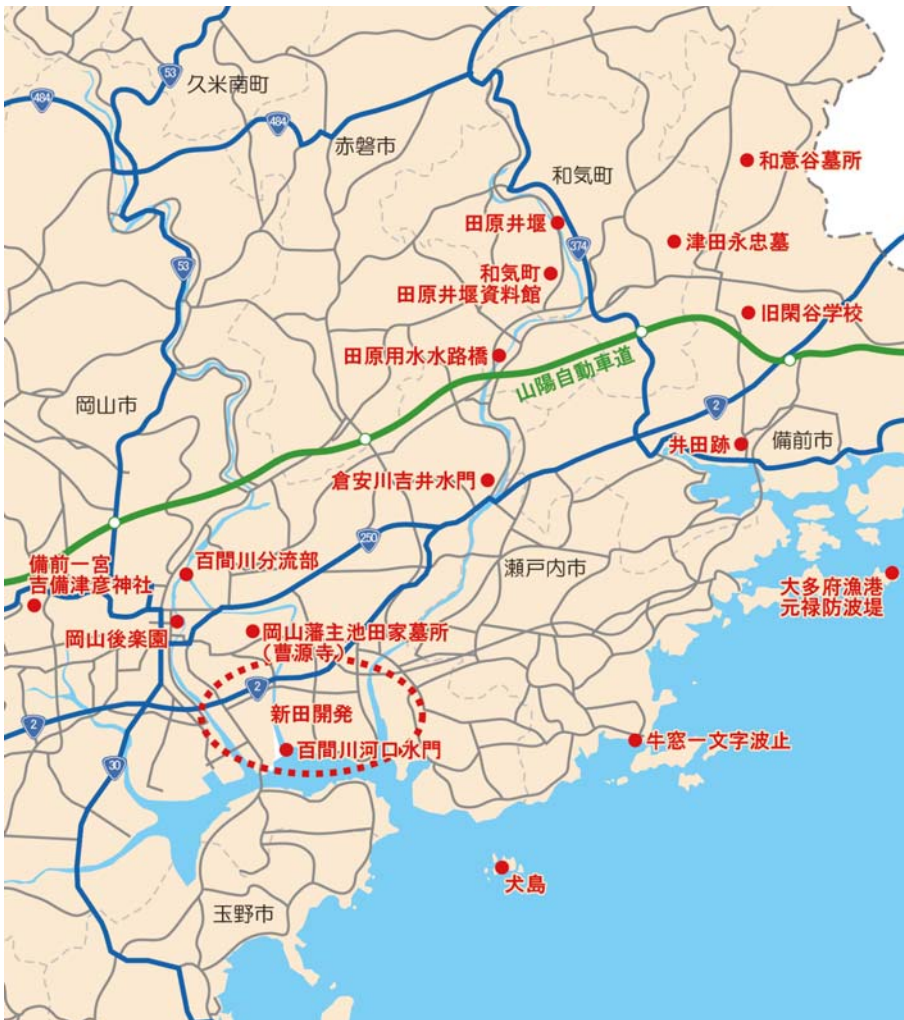 53
久米南町
484
484
赤磐市
和気町
和意谷墓所
田原井堰
津田永忠墓
374
53
和気町
田原井堰資料館
旧閑谷学校
田原用水水路橋
山陽自動車道
岡山市
2
井田跡
備前市
倉安川吉井水門
250
備前一宮
吉備津彦神社
百間川分流部
瀬戸内市
大多府漁港
元禄防波堤
岡山後楽園
岡山藩主池田家墓所
(曹源寺)
2
新田開発
2
百間川河口水門
牛窓一文字波止
30
犬島
玉野市